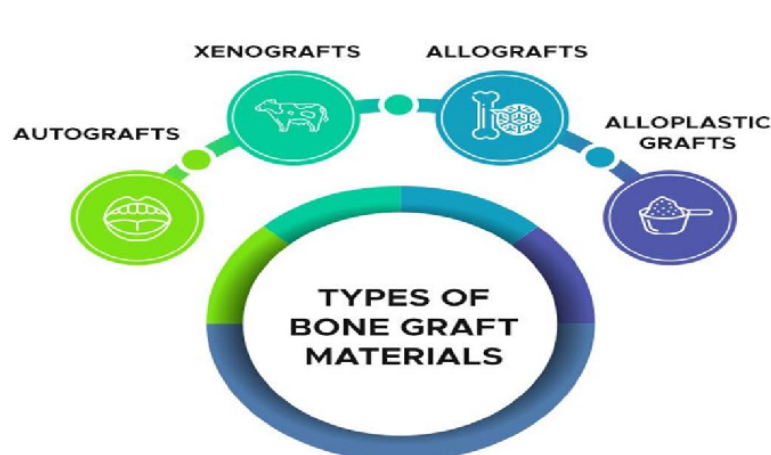 XENOGRAFTS
ALLOGRAFTS
AUTOGRAFTS
ALLOPLASTIC
GRAFTS
TYPES OF
BONE GRAFT
MATERIALS